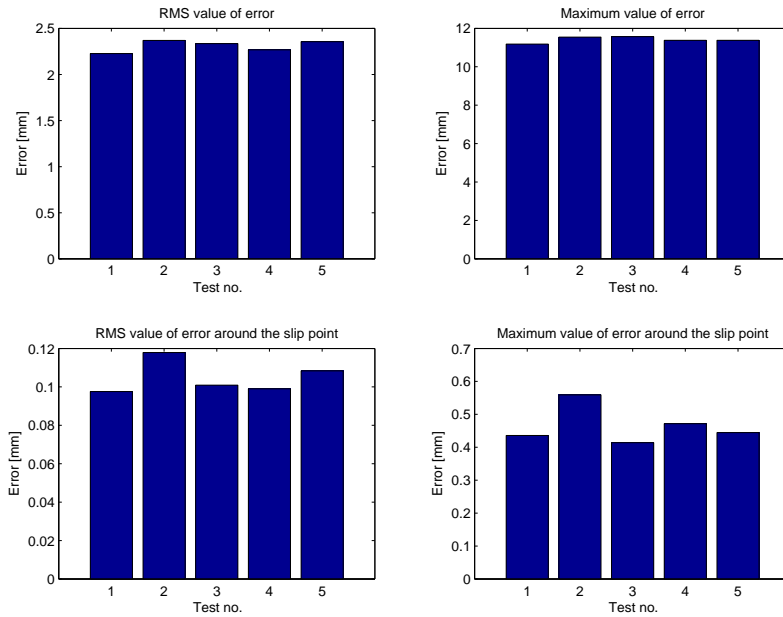 RMS value of error
2.5
2
1.5
1
0.5
0
Error [mm]
1 2 3 4 5
Test no.
Maximum value of error
12
10
8
6
4
2
0
Error [mm]
1 2 3 4 5
Test no.
RMS value of error around the slip point
0.12
0.1
0.08
0.06
0.04
0.02
0
Error [mm]
1 2 3 4 5
Test no.
Maximum value of error around the slip point
0.7
0.6
0.5
0.4
0.3
0.2
0.1
0
Error [mm]
1 2 3 4 5
Test no.